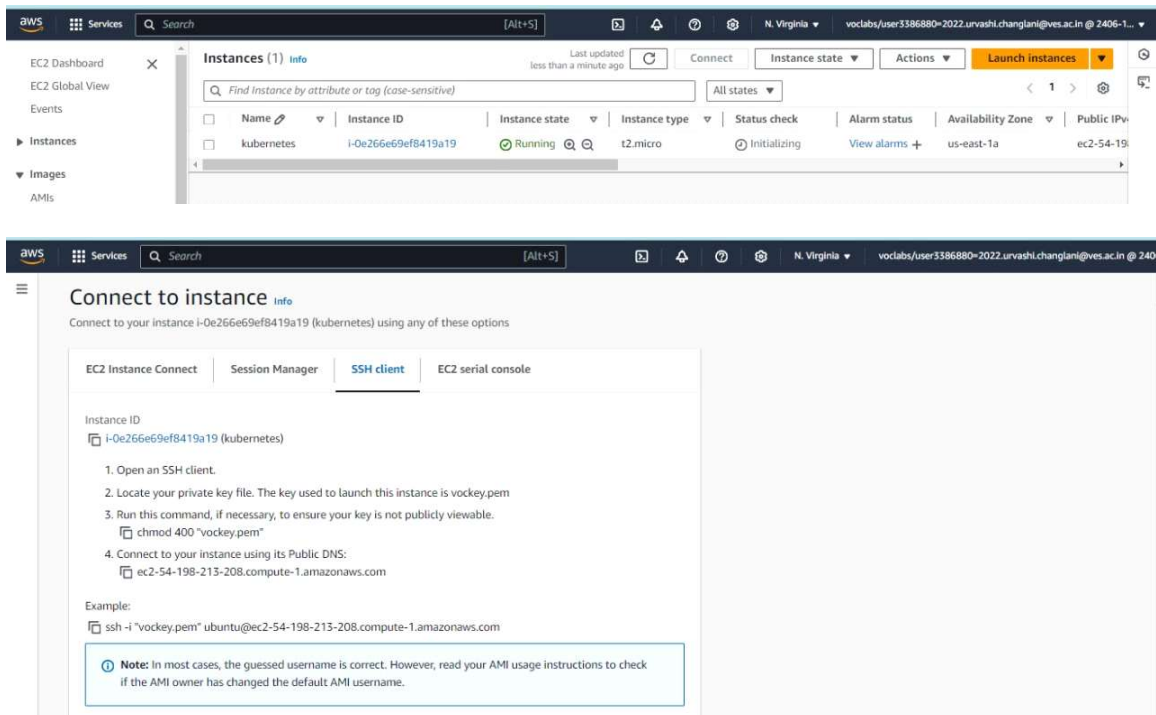 aws Services Search [Alt+S] N. Virginia voclabs/user3386880=2022.urvashi.changlani@ves.ac.in @ 2406-1...
EC2 Dashboard
EC2 Global View
Events
Instances
Images
AMIs
Instances (1) Info Last updated less than a minute ago Connect Instance state Actions Launch instances
Find Instance by attribute or tag (case-sensitive) All states 1
Name Instance ID Instance state Instance type Status check Alarm status Availability Zone Public IPv
kubernetes i-0e266e69ef8419a19 Running t2.micro Initializing View alarms + us-east-1a ec2-54-19
aws Services Search [Alt+S] N. Virginia voclabs/user3386880=2022.urvashi.changlani@ves.ac.in @ 240
Connect to instance Info
Connect to your instance i-0e266e69ef8419a19 (kubernetes) using any of these options
EC2 Instance Connect Session Manager SSH client EC2 serial console
Instance ID
i-0e266e69ef8419a19 (kubernetes)
1. Open an SSH client.
2. Locate your private key file. The key used to launch this instance is vockey.pem
3. Run this command, if necessary, to ensure your key is not publicly viewable.
chmod 400 "vockey.pem"
4. Connect to your instance using its Public DNS:
ec2-54-198-213-208.compute-1.amazonaws.com
Example:
ssh -i "vockey.pem" ubuntu@ec2-54-198-213-208.compute-1.amazonaws.com
Note: In most cases, the guessed username is correct. However, read your AMI usage instructions to check
if the AMI owner has changed the default AMI username.